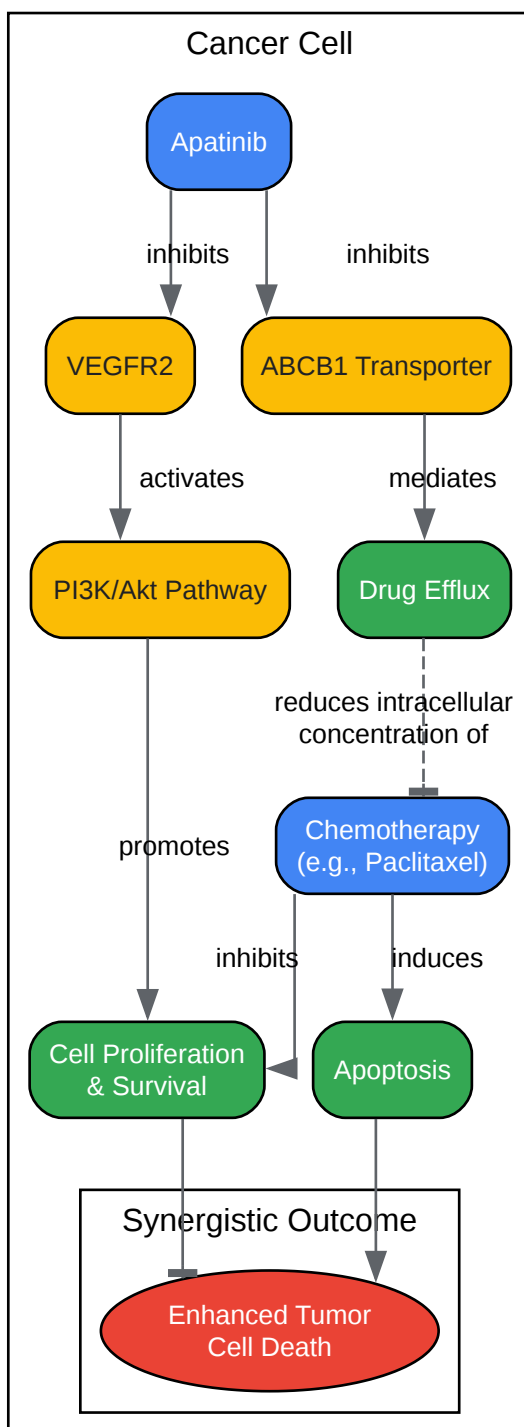 Cancer Cell
Apatinib
inhibits
inhibits
VEGFR2
ABCB1 Transporter
activates
mediates
PI3K/Akt Pathway
Drug Efflux
reduces intracellular
concentration of
Chemotherapy
(e.g., Paclitaxel)
promotes
inhibits
induces
Cell Proliferation
& Survival
Apoptosis
Synergistic Outcome
Enhanced Tumor
Cell Death